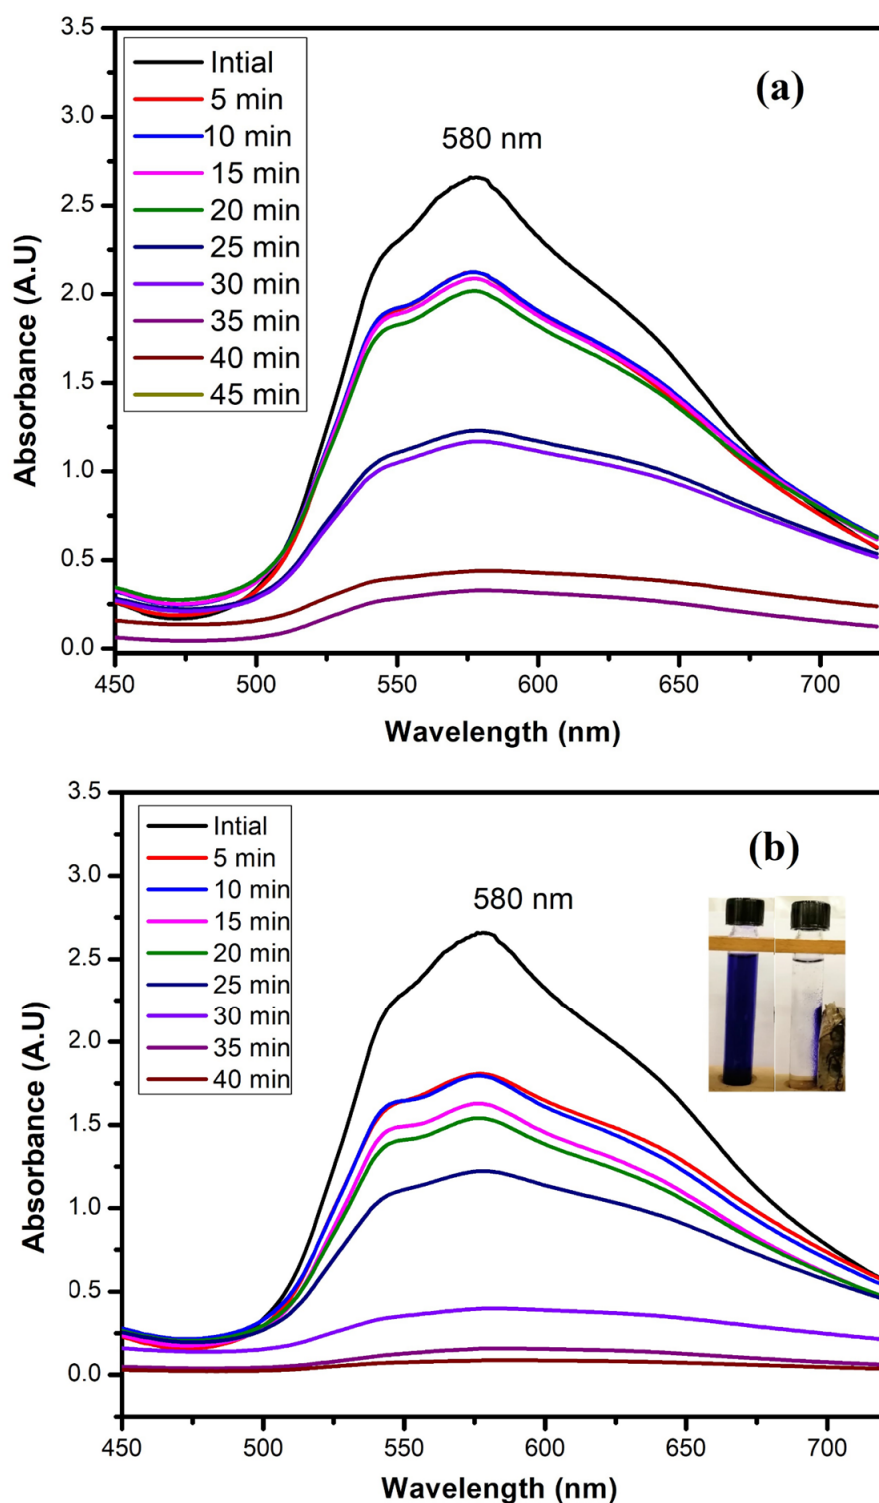 3.5
3.0
2.5
2.0
1.5
1.0
0.5
0.0
Absorbance (A.U)
Intial
5 min
10 min
15 min
20 min
25 min
30 min
35 min
40 min
45 min
(a)
580 nm
450
500
550
600
650
700
Wavelength (nm)
3.5
3.0
2.5
2.0
1.5
1.0
0.5
0.0
Absorbance (A.U)
Intial
5 min
10 min
15 min
20 min
25 min
30 min
35 min
40 min
(b)
580 nm
450
500
550
600
650
700
Wavelength (nm)